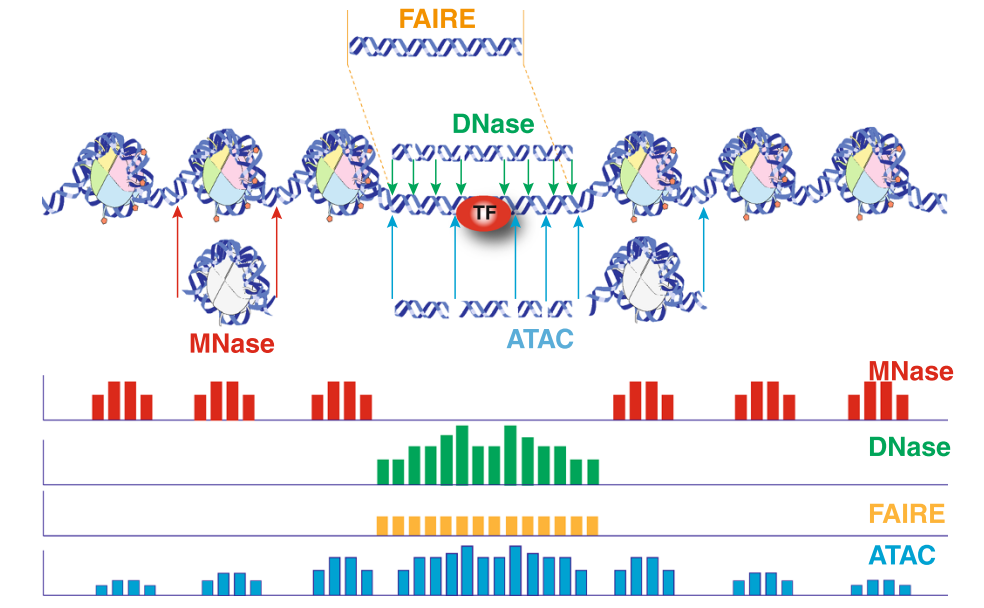 FAIRE
DNase
TF
MNase
ATAC
MNase
DNase
FAIRE
ATAC